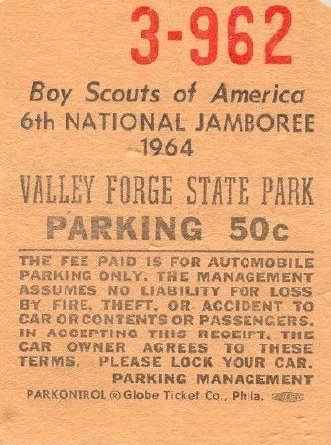 3-962
Boy Scouts of America
6th NATIONAL JAMBOREE
1964
VALLEY FORGE STATE PARK
PARKING 50c
THE FEE PAID IS FOR AUTOMOBILE
PARKING ONLY. THE MANAGEMENT
ASSUMES NO LIABILITY FOR LOSS
BY FIRE, THEFT, OR ACCIDENT TO
CAR OR CONTENTS OR PASSENGERS.
IN ACCEPTING THIS RECEIPT, THE
CAR OWNER AGREES TO THESE
TERMS. PLEASE LOCK YOUR CAR.
PARKING MANAGEMENT
PARKONTROL ® Globe Ticket Co., Phila.